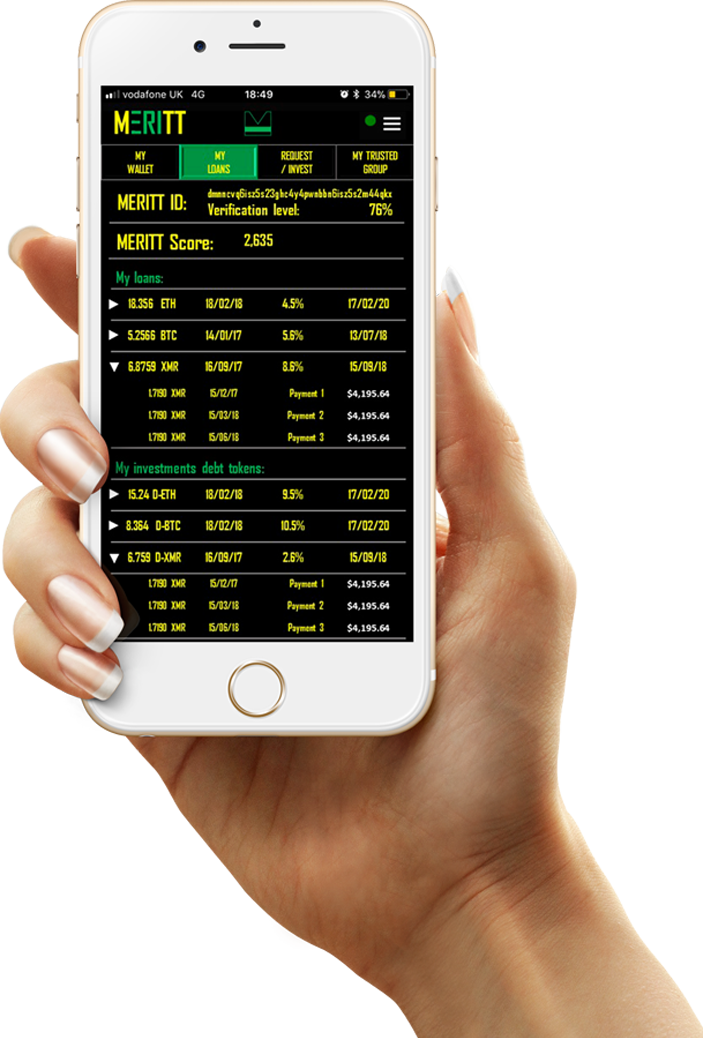 vodafone UK 4G 18:49 34%
MERITT
MY WALLET MY LOANS REQUEST / INVEST MY TRUSTED GROUP
MERITT ID: dmnncvq6isz5s23ghc4y4pwnbbn6isz5s2m44qkx
Verification level: 76%
MERITT Score: 2,635
My loans:
18.356 ETH 18/02/18 4.5% 17/02/20
5.2566 BTC 14/01/17 5.6% 13/07/18
6.8759 XMR 16/09/17 8.6% 15/09/18
1.7190 XMR 15/12/17 Payment 1 $4,195.64
1.7190 XMR 15/03/18 Payment 2 $4,195.64
1.7190 XMR 15/06/18 Payment 3 $4,195.64
My investments debt tokens:
15.24 D-ETH 18/02/18 9.5% 17/02/20
8.364 D-BTC 18/02/18 10.5% 17/02/20
6.759 D-XMR 16/09/17 2.6% 15/09/18
1.7190 XMR 15/12/17 Payment 1 $4,195.64
1.7190 XMR 15/03/18 Payment 2 $4,195.64
1.7190 XMR 15/06/18 Payment 3 $4,195.64